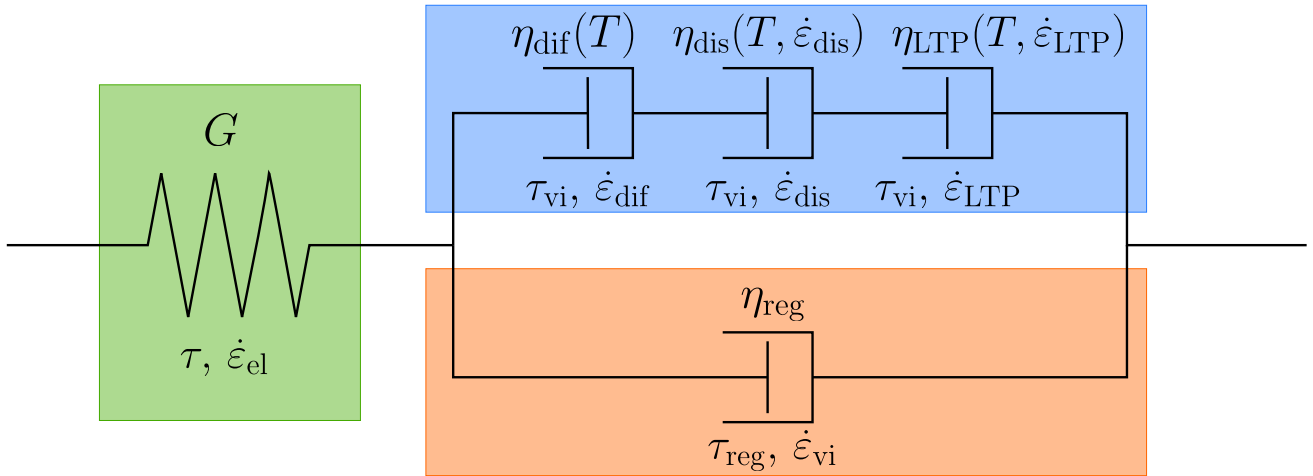 G
τ, ε̇_el
η_dif(T)
η_dis(T, ε̇_dis)
η_LTP(T, ε̇_LTP)
τ_vi, ε̇_dif
τ_vi, ε̇_dis
τ_vi, ε̇_LTP
η_reg
τ_reg, ε̇_vi